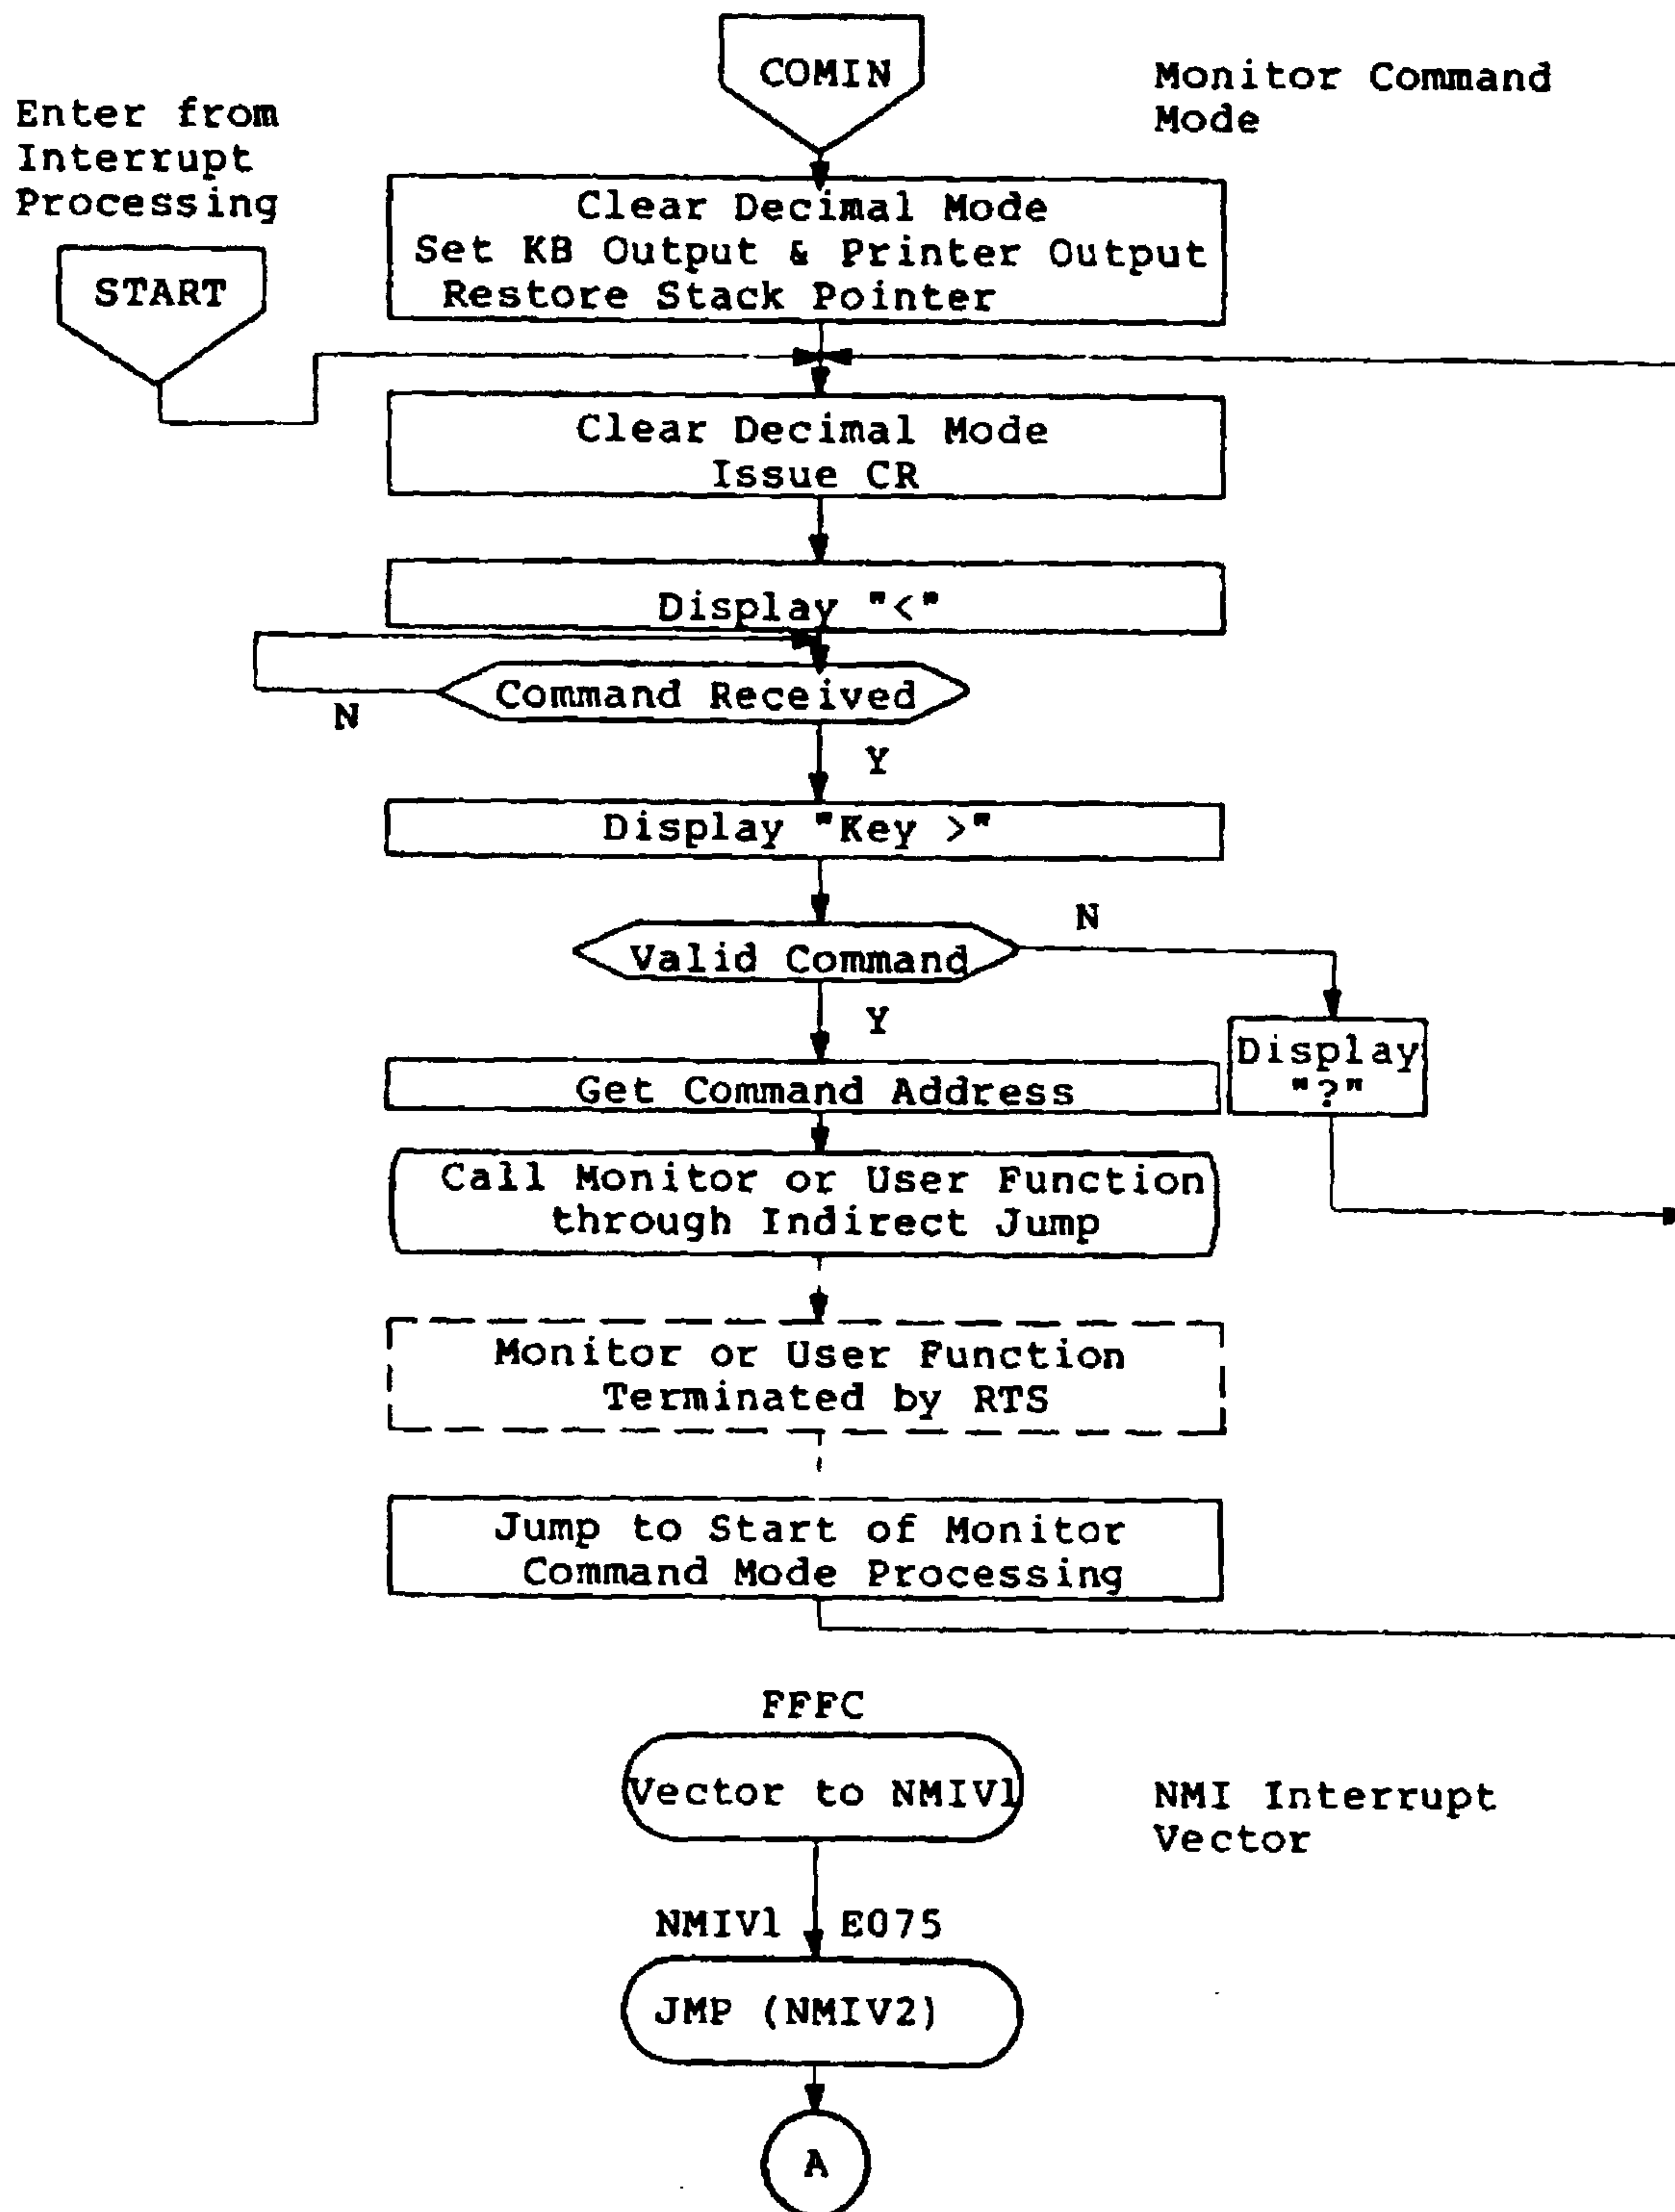 COMIN
Monitor Command
Mode
Enter from
Interrupt
Processing
START
Clear Decimal Mode
Set KB Output & Printer Output
Restore Stack Pointer
Clear Decimal Mode
Issue CR
Display "<"
Command Received
N
Y
Display "Key >"
N
Valid Command
Y
Display
"?"
Get Command Address
Call Monitor or User Function
through Indirect Jump
Monitor or User Function
Terminated by RTS
Jump to Start of Monitor
Command Mode Processing
FFFC
Vector to NMIV1
NMI Interrupt
Vector
NMIV1 E075
JMP (NMIV2)
A